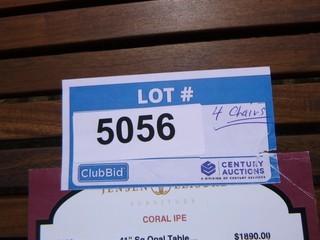 LOT #
5056
4 Chairs
ClubBid
CENTURY
AUCTIONS
A DIVISION OF CENTURY SERVICES
JENSEN LEISURE
FURNITURE
CORAL IPE
41" Sq Opal Table... $1890.00